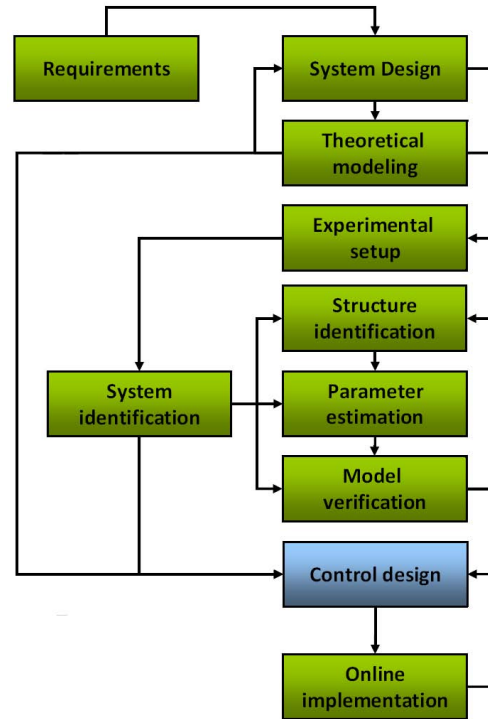 Requirements
System Design
Theoretical
modeling
Experimental
setup
Structure
identification
System
identification
Parameter
estimation
Model
verification
Control design
Online
implementation